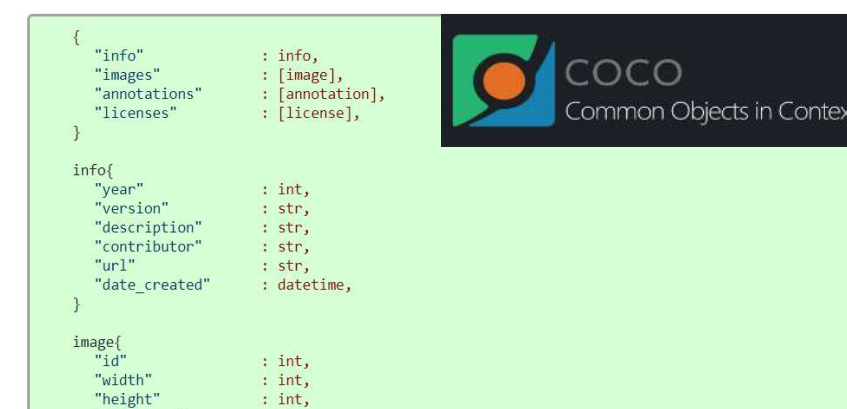 {
"info" : info,
"images" : [image],
"annotations" : [annotation],
"licenses" : [license],
}
COCO
Common Objects in Contex
info{
"year" : int,
"version" : str,
"description" : str,
"contributor" : str,
"url" : str,
"date_created" : datetime,
}
image{
"id" : int,
"width" : int,
"height" : int,